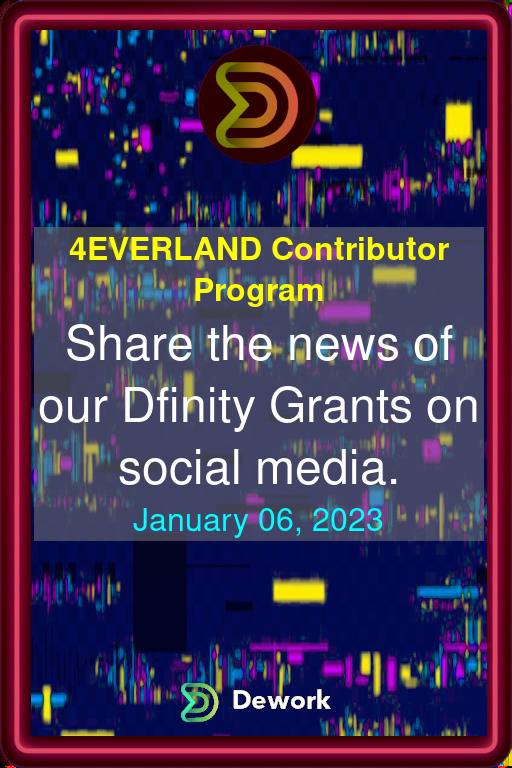 4EVERLAND Contributor
Program
Share the news of
our Dfinity Grants on
social media.
January 06, 2023
Dework